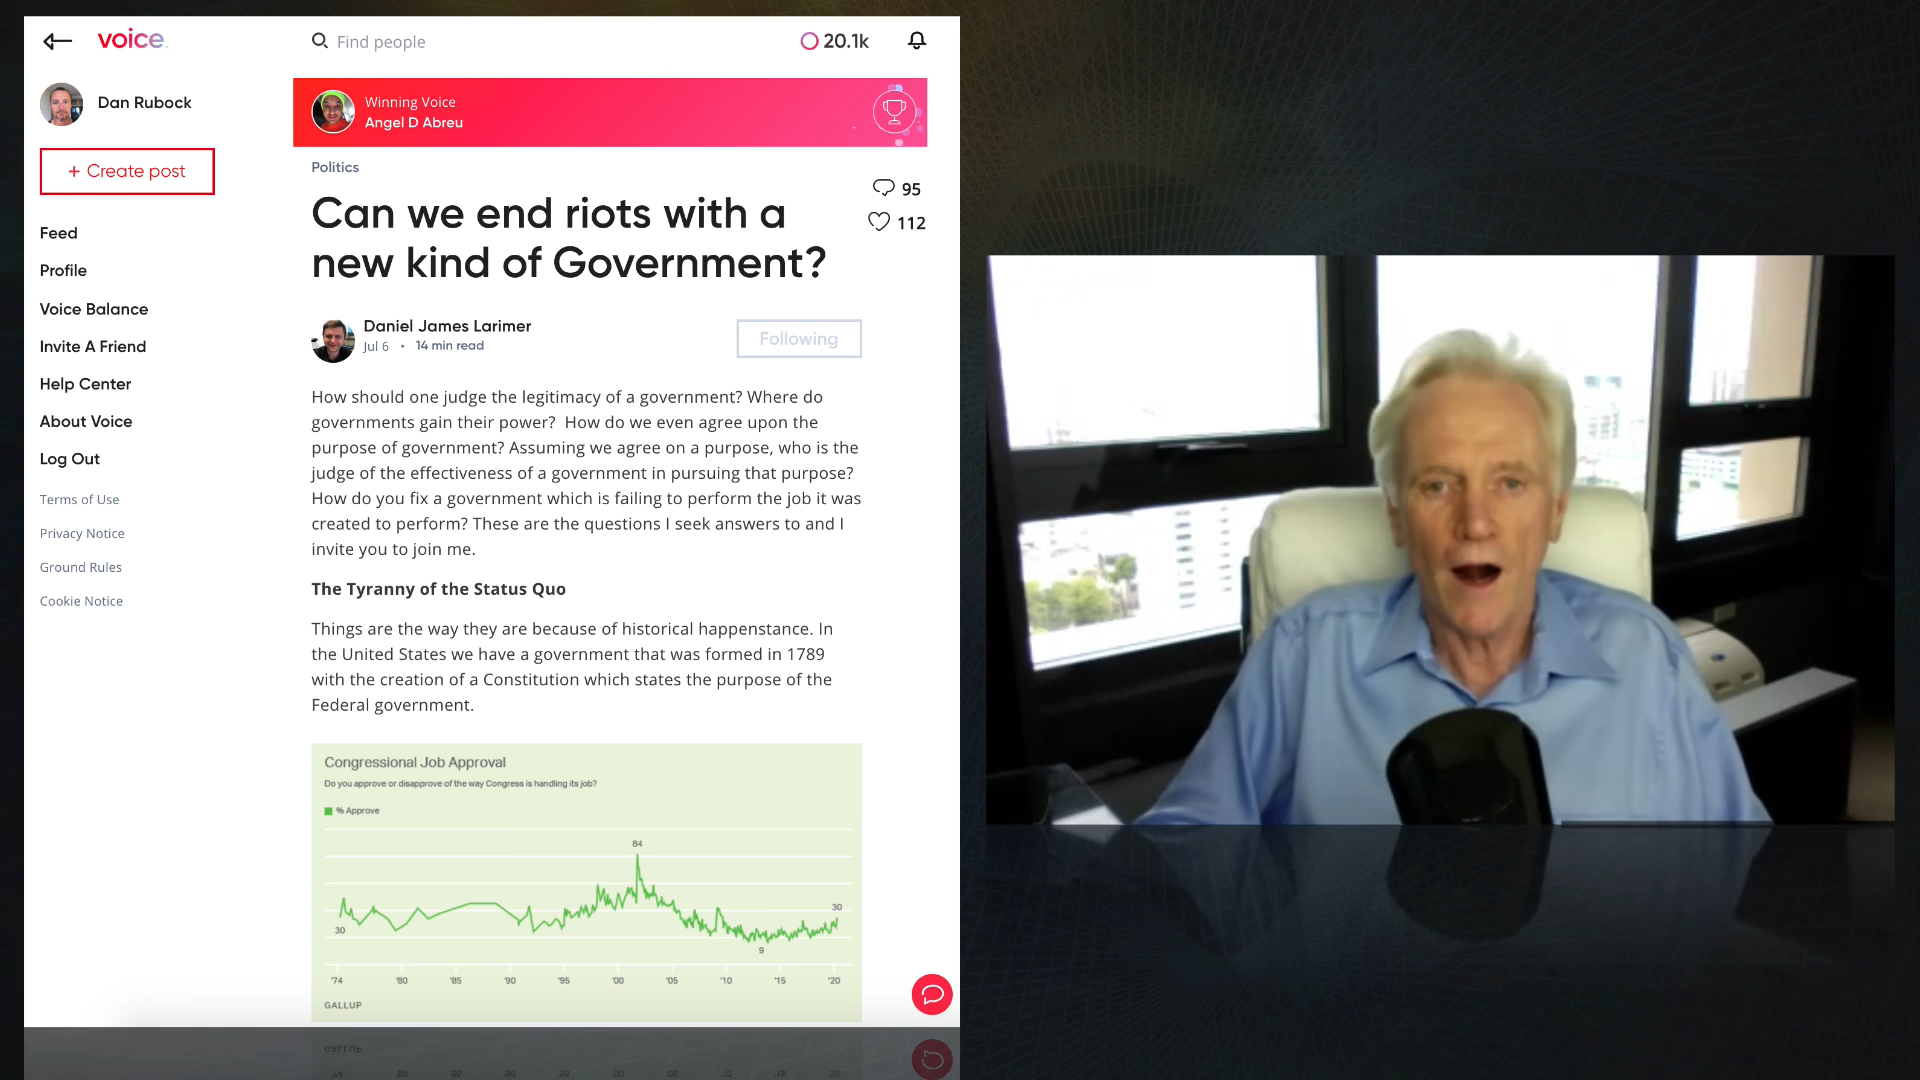 voice
Find people
20.1k
Dan Rubock
+ Create post
Feed
Profile
Voice Balance
Invite A Friend
Help Center
About Voice
Log Out
Terms of Use
Privacy Notice
Ground Rules
Cookie Notice
Winning Voice
Angel D Abreu
Politics
95
112
Can we end riots with a
new kind of Government?
Daniel James Larimer
Jul 6 • 14 min read
Following
How should one judge the legitimacy of a government? Where do
governments gain their power? How do we even agree upon the
purpose of government? Assuming we agree on a purpose, who is the
judge of the effectiveness of a government in pursuing that purpose?
How do you fix a government which is failing to perform the job it was
created to perform? These are the questions I seek answers to and I
invite you to join me.
The Tyranny of the Status Quo
Things are the way they are because of historical happenstance. In
the United States we have a government that was formed in 1789
with the creation of a Constitution which states the purpose of the
Federal government.
Congressional Job Approval
Do you approve or disapprove of the way Congress is handling its job?
% Approve
84
30
30
9
'74 '80 '85 '90 '95 '00 '05 '10 '15 '20
GALLUP